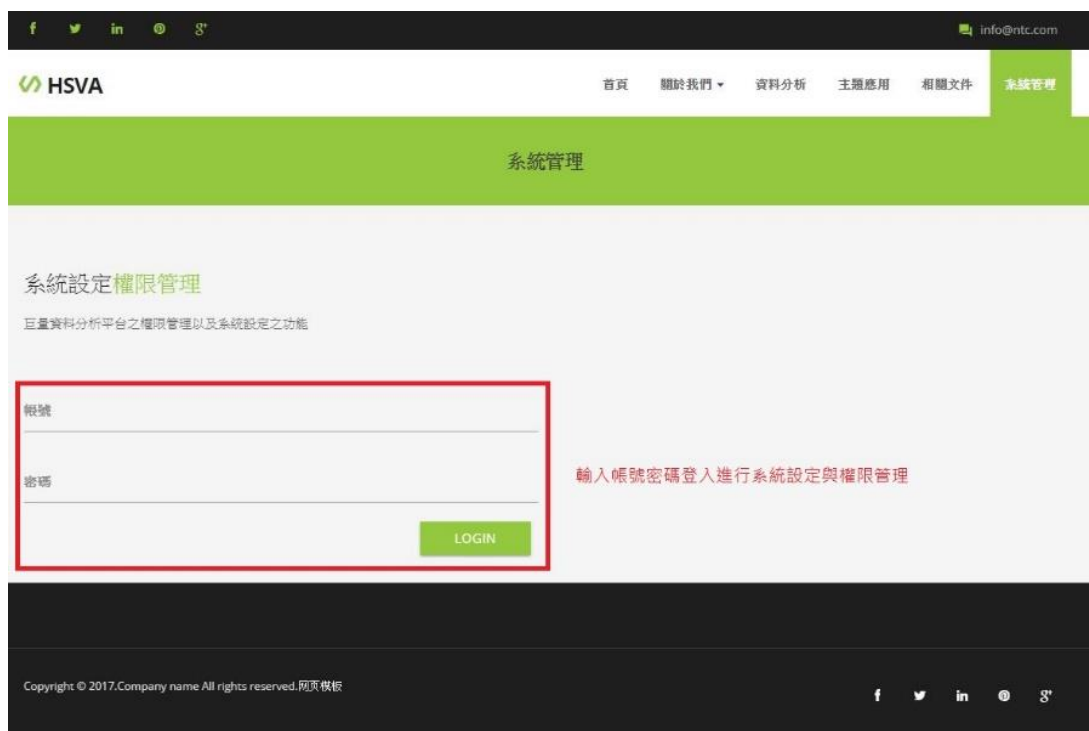 info@ntc.com
HSVA
首頁 關於我們 資料分析 主題應用 相關文件 系統管理
系統管理
系統設定權限管理
巨量資料分析平台之權限管理以及系統設定之功能
帳號
密碼
輸入帳號密碼登入進行系統設定與權限管理
LOGIN
Copyright © 2017.Company name All rights reserved.网页模板